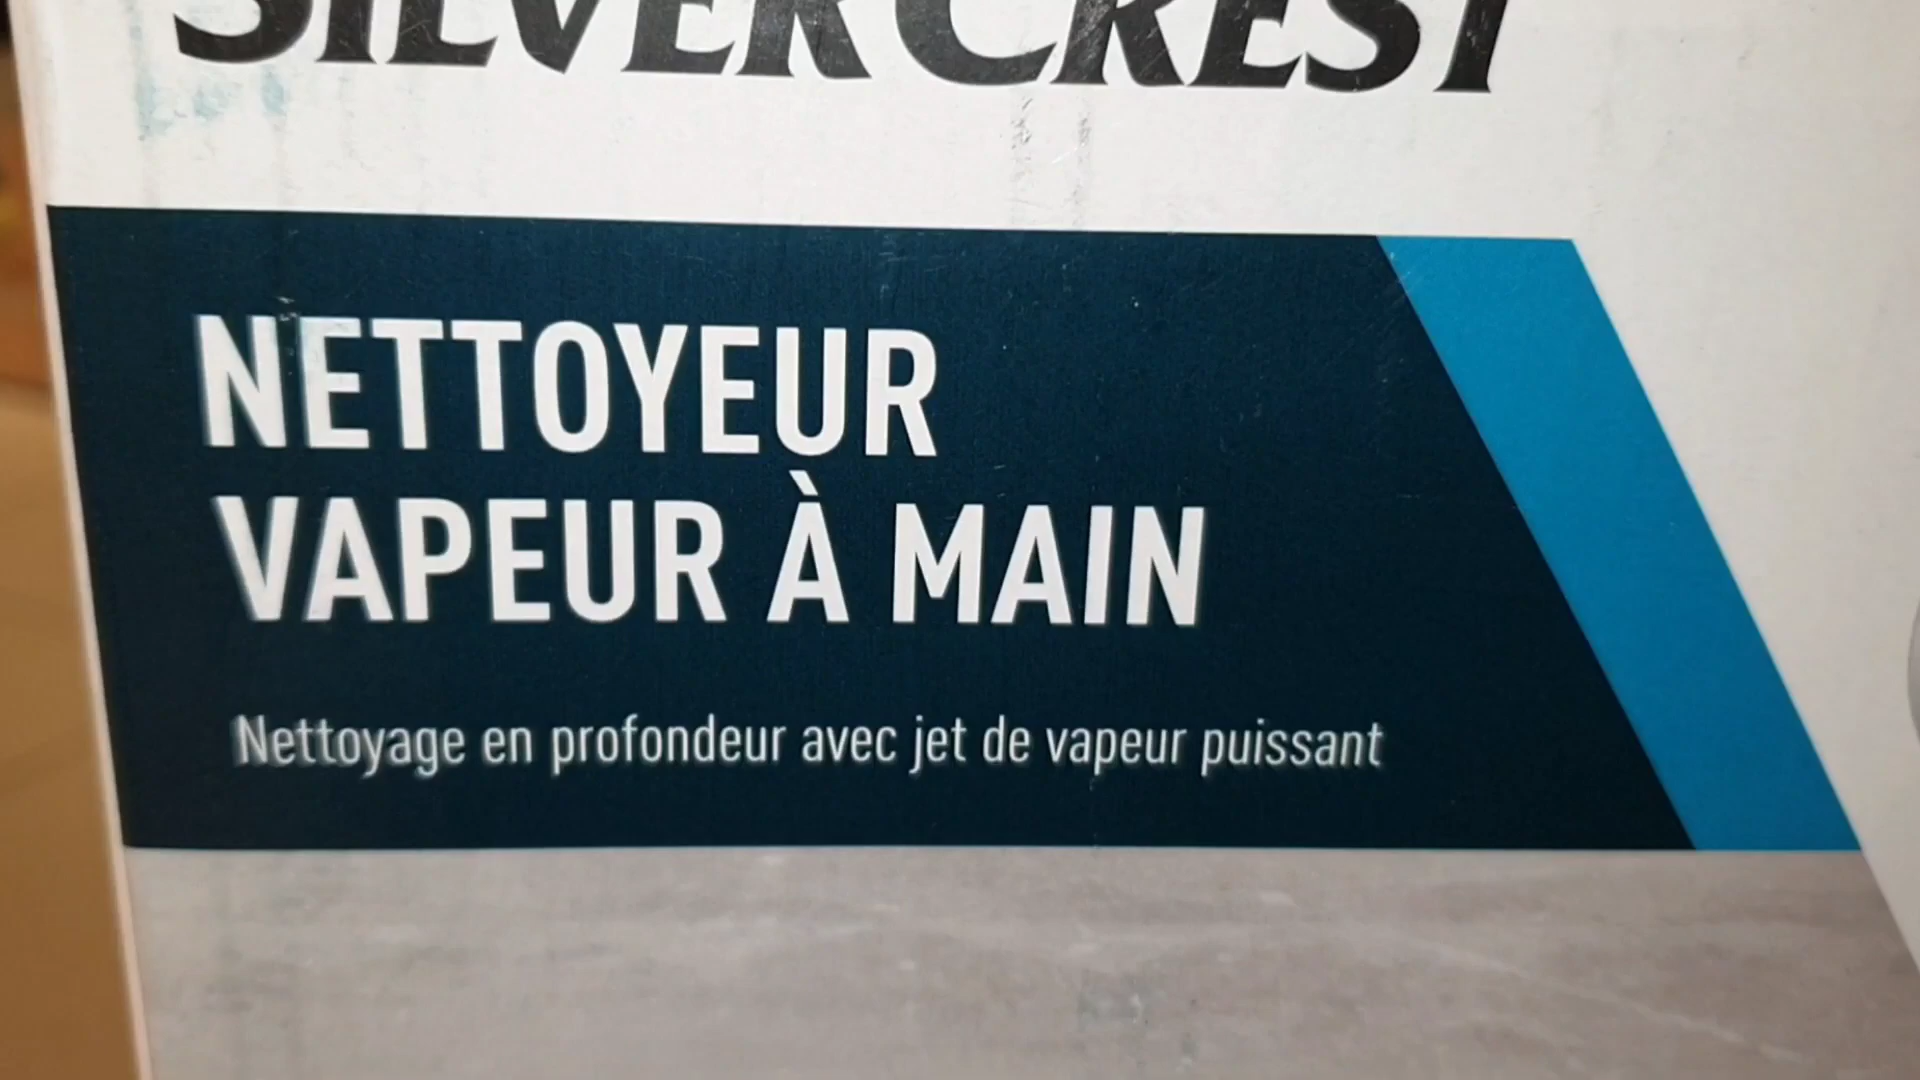 SILVERCREST
NETTOYEUR
VAPEUR À MAIN
Nettoyage en profondeur avec jet de vapeur puissant